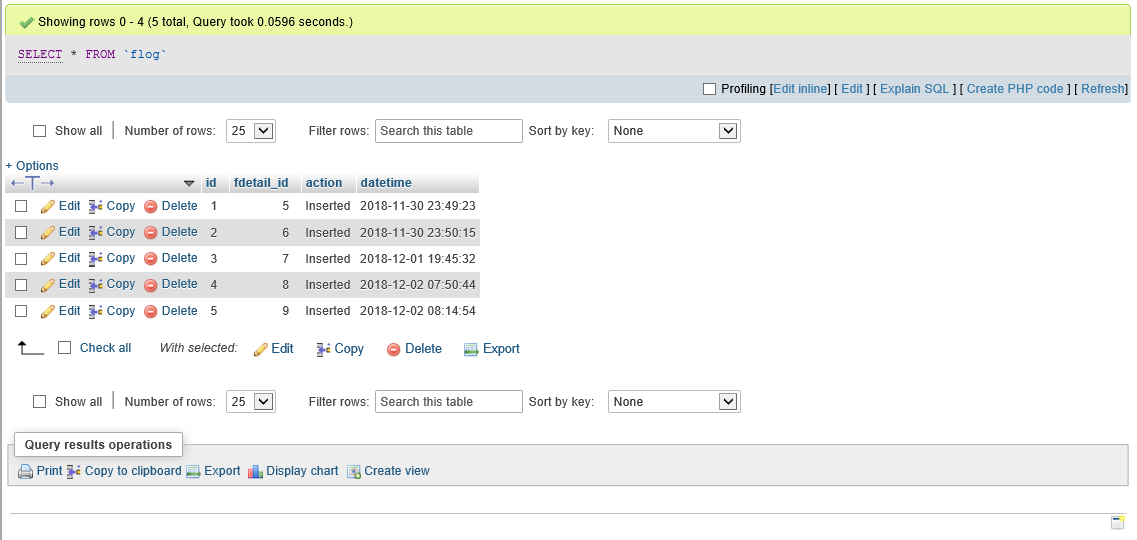 Showing rows 0 - 4 (5 total, Query took 0.0596 seconds.)
SELECT * FROM `flog`
Profiling [Edit inline] [ Edit ] [ Explain SQL ] [ Create PHP code ] [ Refresh]
Show all Number of rows: 25 Filter rows: Search this table Sort by key: None
+ Options
id fdetail_id action datetime
Edit Copy Delete 1 5 Inserted 2018-11-30 23:49:23
Edit Copy Delete 2 6 Inserted 2018-11-30 23:50:15
Edit Copy Delete 3 7 Inserted 2018-12-01 19:45:32
Edit Copy Delete 4 8 Inserted 2018-12-02 07:50:44
Edit Copy Delete 5 9 Inserted 2018-12-02 08:14:54
Check all With selected: Edit Copy Delete Export
Show all Number of rows: 25 Filter rows: Search this table Sort by key: None
Query results operations
Print Copy to clipboard Export Display chart Create view